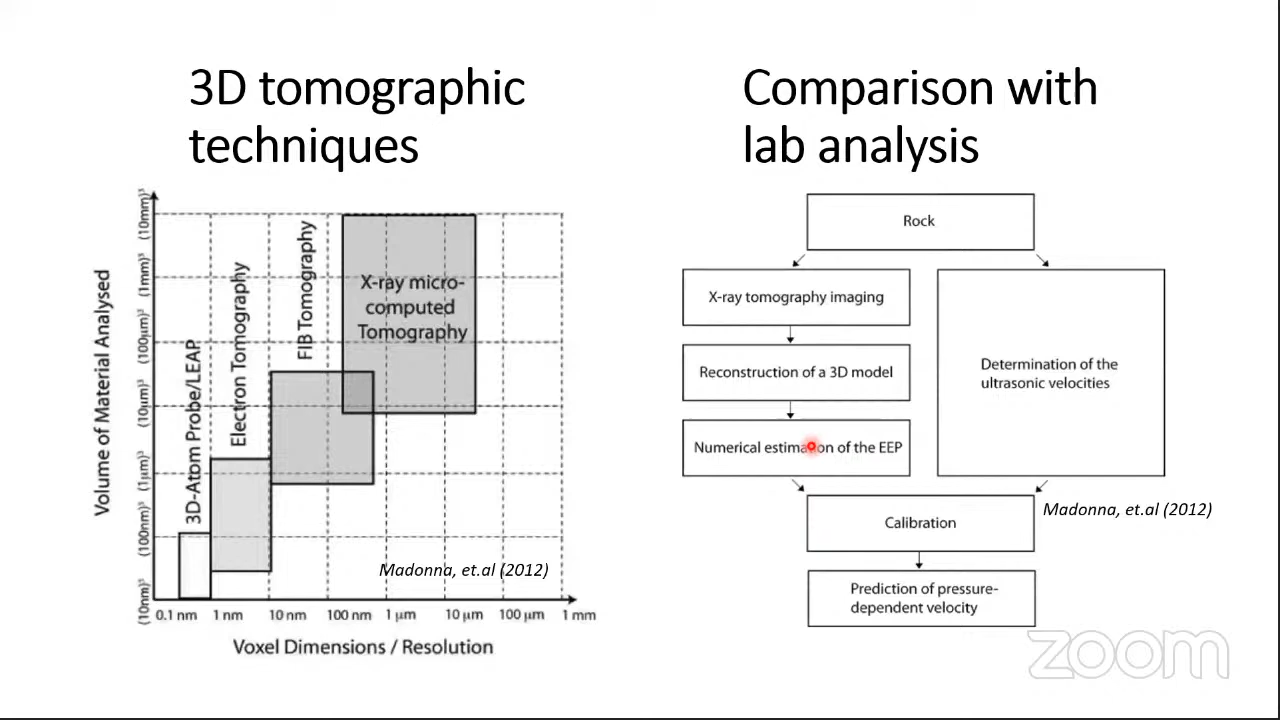 3D tomographic
techniques
Volume of Material Analysed
(10mm)³
(1mm)³
(100µm)³
(10µm)³
(1µm)³
(100nm)³
(10nm)³
3D-Atom Probe/LEAP
Electron Tomography
FIB Tomography
X-ray micro-
computed
Tomography
Madonna, et.al (2012)
0.1 nm 1 nm 10 nm 100 nm 1 µm 10 µm 100 µm 1 mm
Voxel Dimensions / Resolution
Comparison with
lab analysis
Rock
X-ray tomography imaging
Reconstruction of a 3D model
Numerical estimation of the EEP
Determination of the
ultrasonic velocities
Madonna, et.al (2012)
Calibration
Prediction of pressure-
dependent velocity
zoom